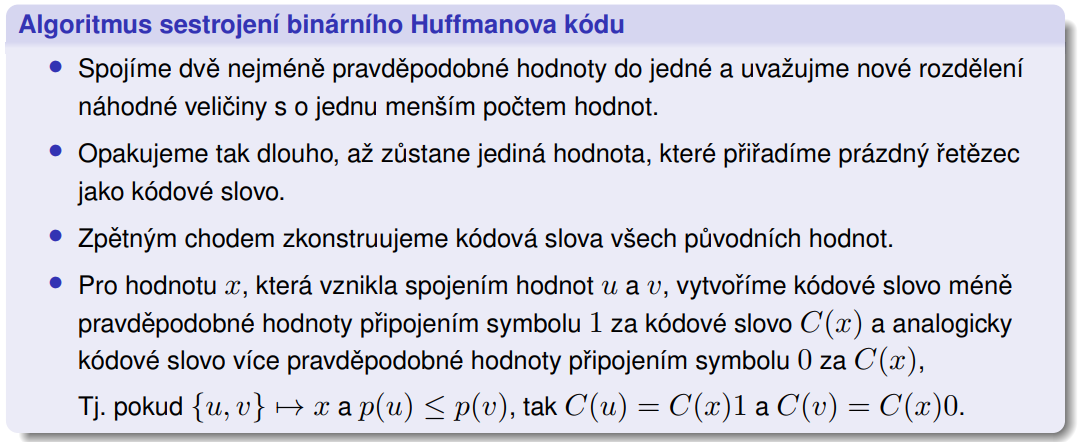 Algoritmus sestrojení binárního Huffmanova kódu
• Spojíme dvě nejméně pravděpodobné hodnoty do jedné a uvažujme nové rozdělení
náhodné veličiny s o jednu menším počtem hodnot.
• Opakujeme tak dlouho, až zůstane jediná hodnota, které přiřadíme prázdný řetězec
jako kódové slovo.
• Zpětným chodem zkonstruujeme kódová slova všech původních hodnot.
• Pro hodnotu x, která vznikla spojením hodnot u a v, vytvoříme kódové slovo méně
pravděpodobné hodnoty připojením symbolu 1 za kódové slovo C(x) a analogicky
kódové slovo více pravděpodobné hodnoty připojením symbolu 0 za C(x),
Tj. pokud {u, v} ↦ x a p(u) ≤ p(v), tak C(u) = C(x)1 a C(v) = C(x)0.